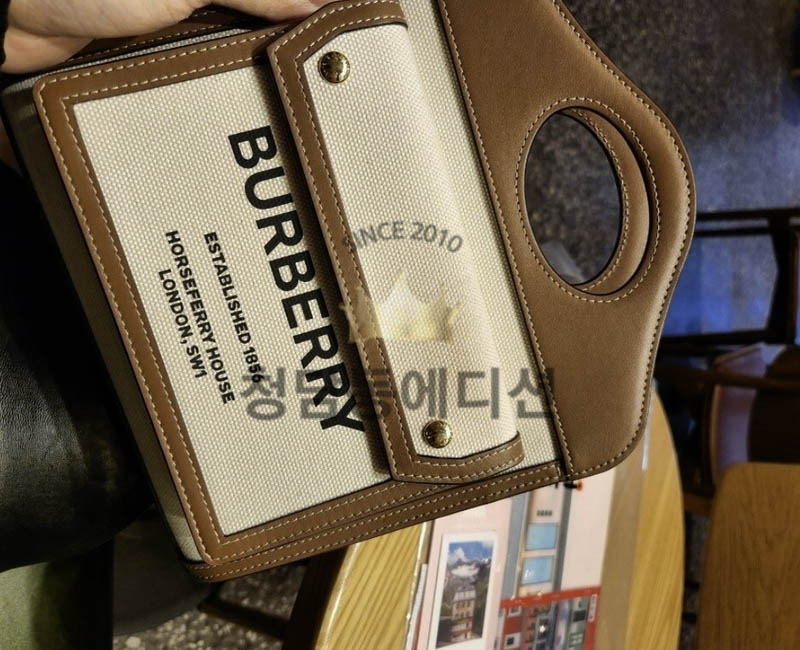 BURBERRY
ESTABLISHED 1856
HORSEFERRY HOUSE
LONDON, SW1
SINCE 2010
청담동에디션